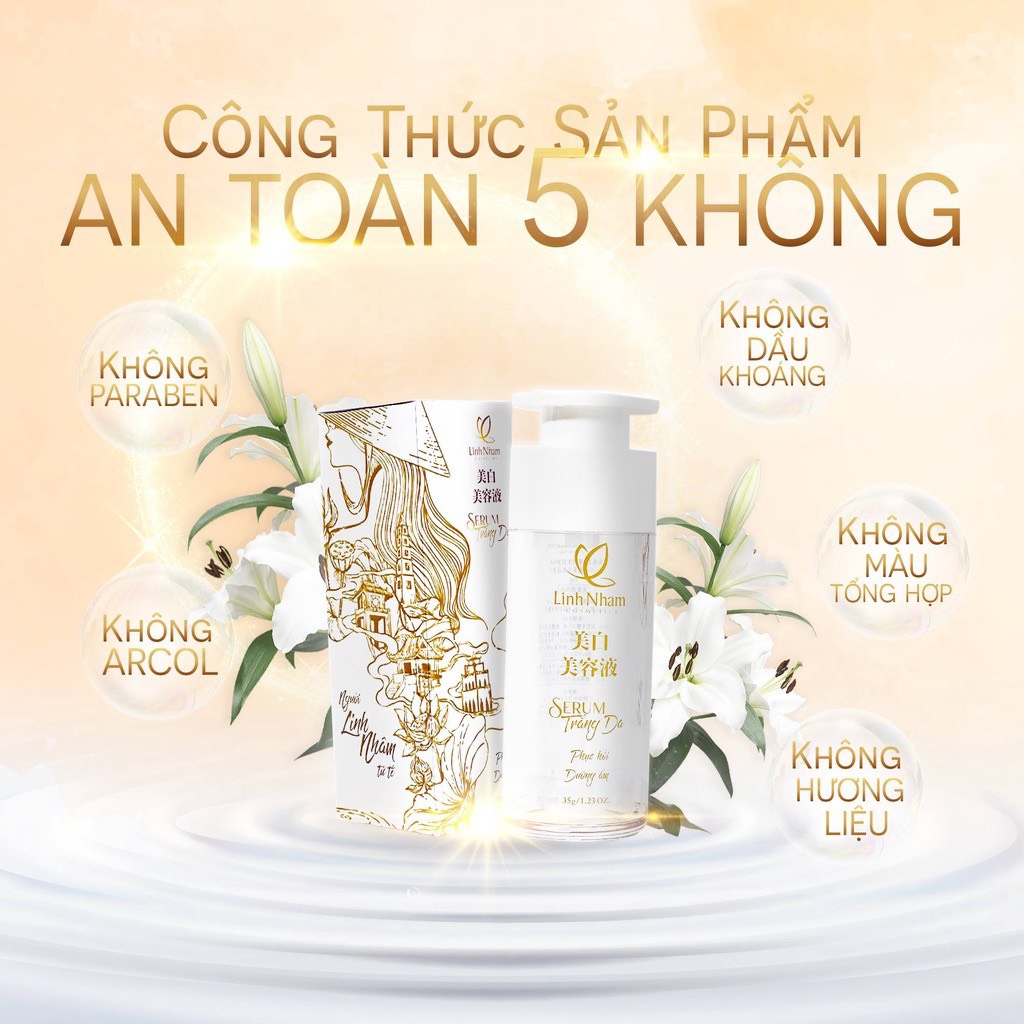 CÔNG THỨC SẢN PHẨM
AN TOÀN 5 KHÔNG
KHÔNG
PARABEN
KHÔNG
DẦU
KHOÁNG
KHÔNG
ARCOL
KHÔNG
MÀU
TỔNG HỢP
KHÔNG
HƯƠNG
LIỆU
Linh Nham
美白
美容液
SERUM
Trắng Da
Người
Linh
Nham
tử tế
Linh Nham
COSMETICS
美白
美容液
SERUM
Trắng Da
Phục hồi
Dưỡng ẩm
35g/1.23 OZ.